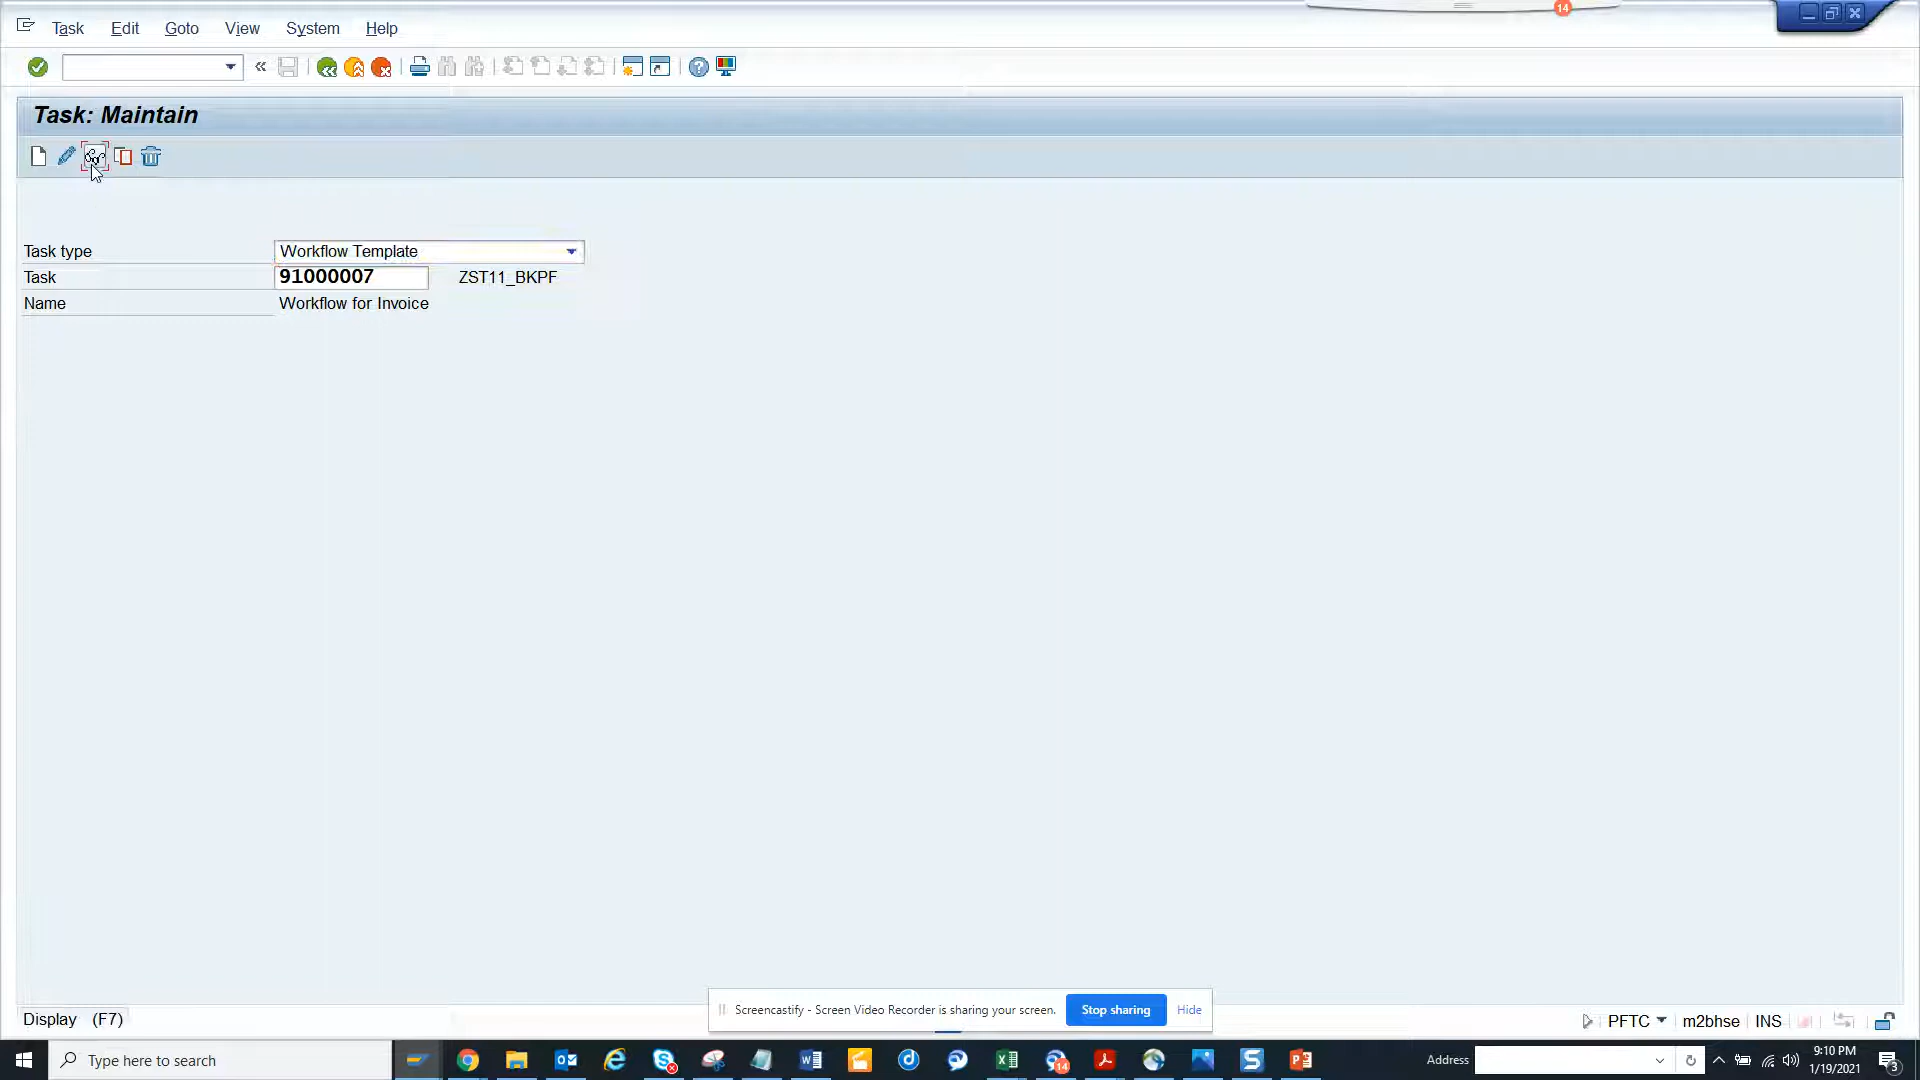 14
Task Edit Goto View System Help
Task: Maintain
Task type Workflow Template
Task 91000007 ZST11_BKPF
Name Workflow for Invoice
Screencastify - Screen Video Recorder is sharing your screen. Stop sharing Hide
Display (F7) PFTC m2bhse INS
Type here to search 14 Address 9:10 PM
1/19/2021 3